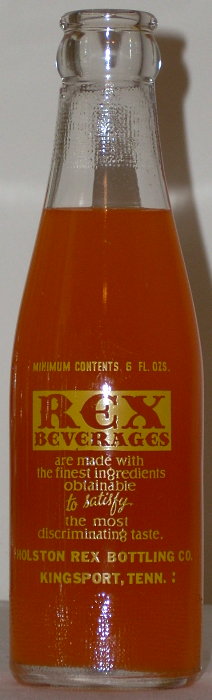 MINIMUM CONTENTS 6 FL. OZS.
REX
BEVERAGES
are made with
the finest ingredients
obtainable
to satisfy
the most
discriminating taste.
HOLSTON REX BOTTLING CO.
KINGSPORT, TENN.